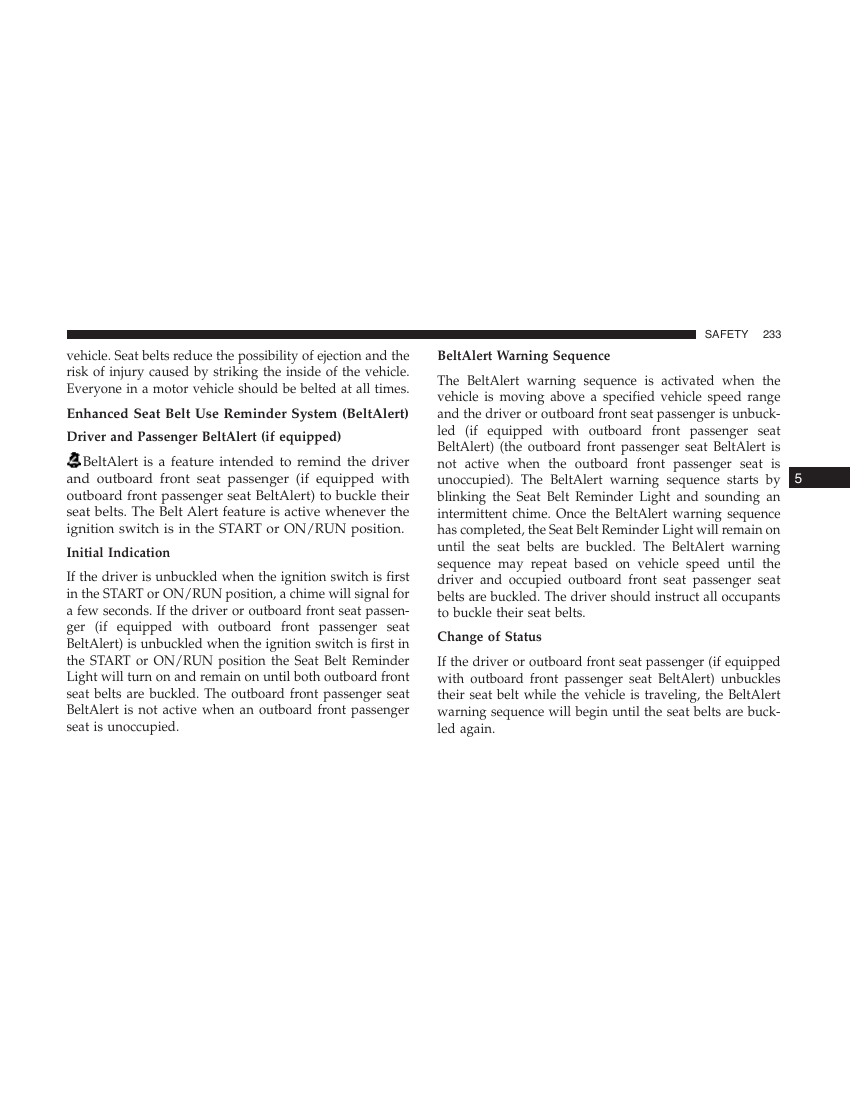 SAFETY 233
vehicle. Seat belts reduce the possibility of ejection and the
risk of injury caused by striking the inside of the vehicle.
Everyone in a motor vehicle should be belted at all times.
Enhanced Seat Belt Use Reminder System (BeltAlert)
Driver and Passenger BeltAlert (if equipped)
BeltAlert is a feature intended to remind the driver
and outboard front seat passenger (if equipped with
outboard front passenger seat BeltAlert) to buckle their
seat belts. The Belt Alert feature is active whenever the
ignition switch is in the START or ON/RUN position.
Initial Indication
If the driver is unbuckled when the ignition switch is first
in the START or ON/RUN position, a chime will signal for
a few seconds. If the driver or outboard front seat passen-
ger (if equipped with outboard front passenger seat
BeltAlert) is unbuckled when the ignition switch is first in
the START or ON/RUN position the Seat Belt Reminder
Light will turn on and remain on until both outboard front
seat belts are buckled. The outboard front passenger seat
BeltAlert is not active when an outboard front passenger
seat is unoccupied.
BeltAlert Warning Sequence
The BeltAlert warning sequence is activated when the
vehicle is moving above a specified vehicle speed range
and the driver or outboard front seat passenger is unbuck-
led (if equipped with outboard front passenger seat
BeltAlert) (the outboard front passenger seat BeltAlert is
not active when the outboard front passenger seat is
unoccupied). The BeltAlert warning sequence starts by
blinking the Seat Belt Reminder Light and sounding an
intermittent chime. Once the BeltAlert warning sequence
has completed, the Seat Belt Reminder Light will remain on
until the seat belts are buckled. The BeltAlert warning
sequence may repeat based on vehicle speed until the
driver and occupied outboard front seat passenger seat
belts are buckled. The driver should instruct all occupants
to buckle their seat belts.
Change of Status
If the driver or outboard front seat passenger (if equipped
with outboard front passenger seat BeltAlert) unbuckles
their seat belt while the vehicle is traveling, the BeltAlert
warning sequence will begin until the seat belts are buck-
led again.
5